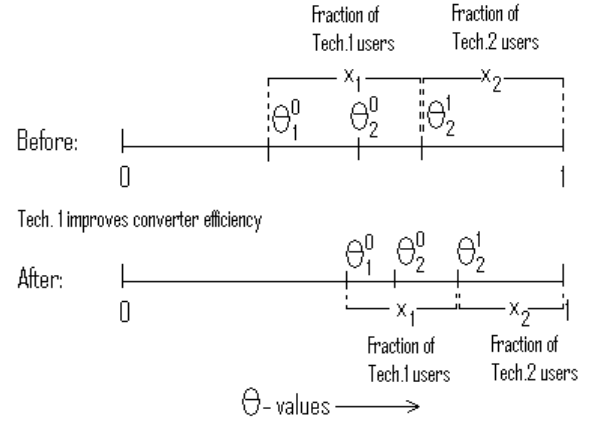 Fraction of Tech.1 users
Fraction of Tech.2 users
x₁
x₂
θ₁⁰
θ₂⁰
θ₂¹
Before:
0
1
Tech. 1 improves converter efficiency
θ₁⁰
θ₂⁰
θ₂¹
After:
0
x₁
x₂
1
Fraction of Tech.1 users
Fraction of Tech.2 users
θ- values